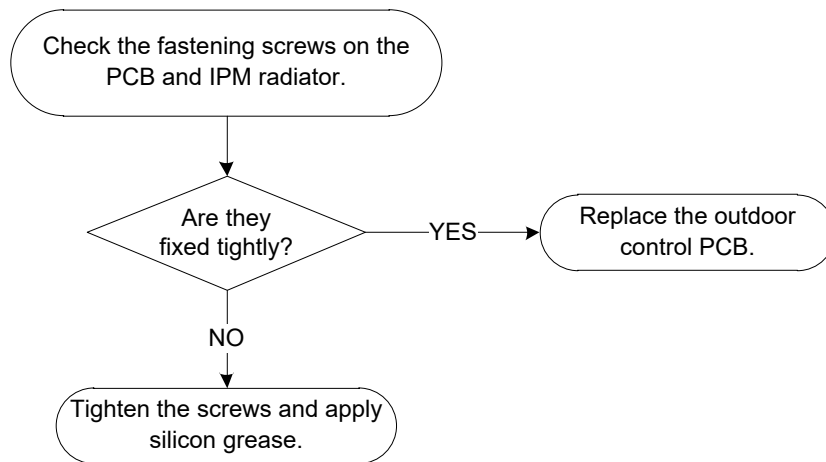 Check the fastening screws on the
PCB and IPM radiator.
Are they
fixed tightly?
YES
Replace the outdoor
control PCB.
NO
Tighten the screws and apply
silicon grease.